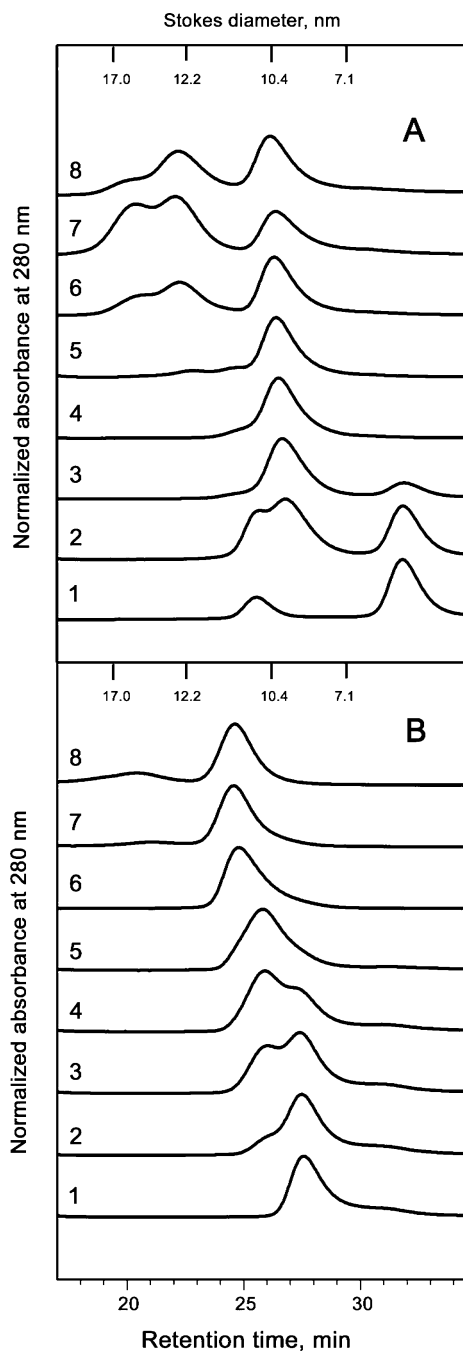 Stokes diameter, nm
17.0 12.2 10.4 7.1
A
8
7
6
5
4
3
2
1
Normalized absorbance at 280 nm
17.0 12.2 10.4 7.1
B
8
7
6
5
4
3
2
1
Normalized absorbance at 280 nm
20 25 30
Retention time, min